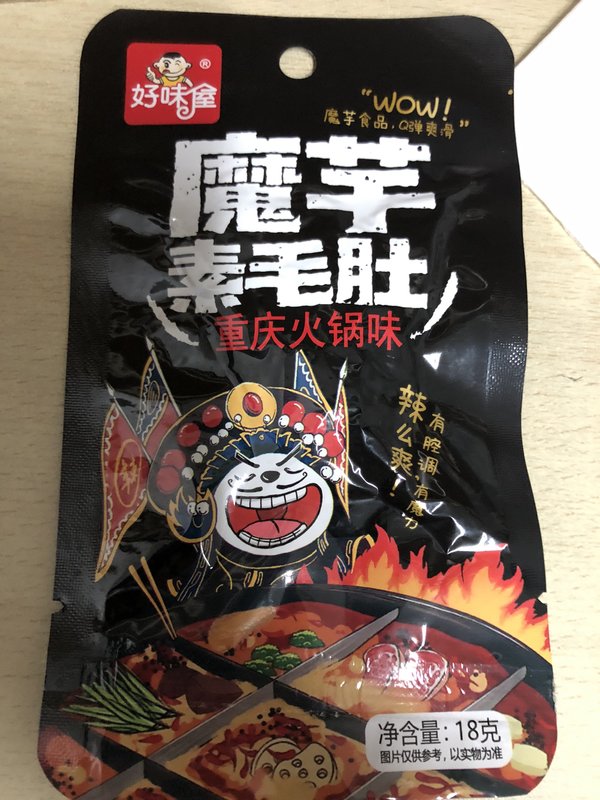 好味屋®
"WOW!
魔芋食品,Q弹爽滑"
魔芋
素毛肚
重庆火锅味
辣么爽!
有腔调,有魔力
净含量:18克
图片仅供参考,以实物为准